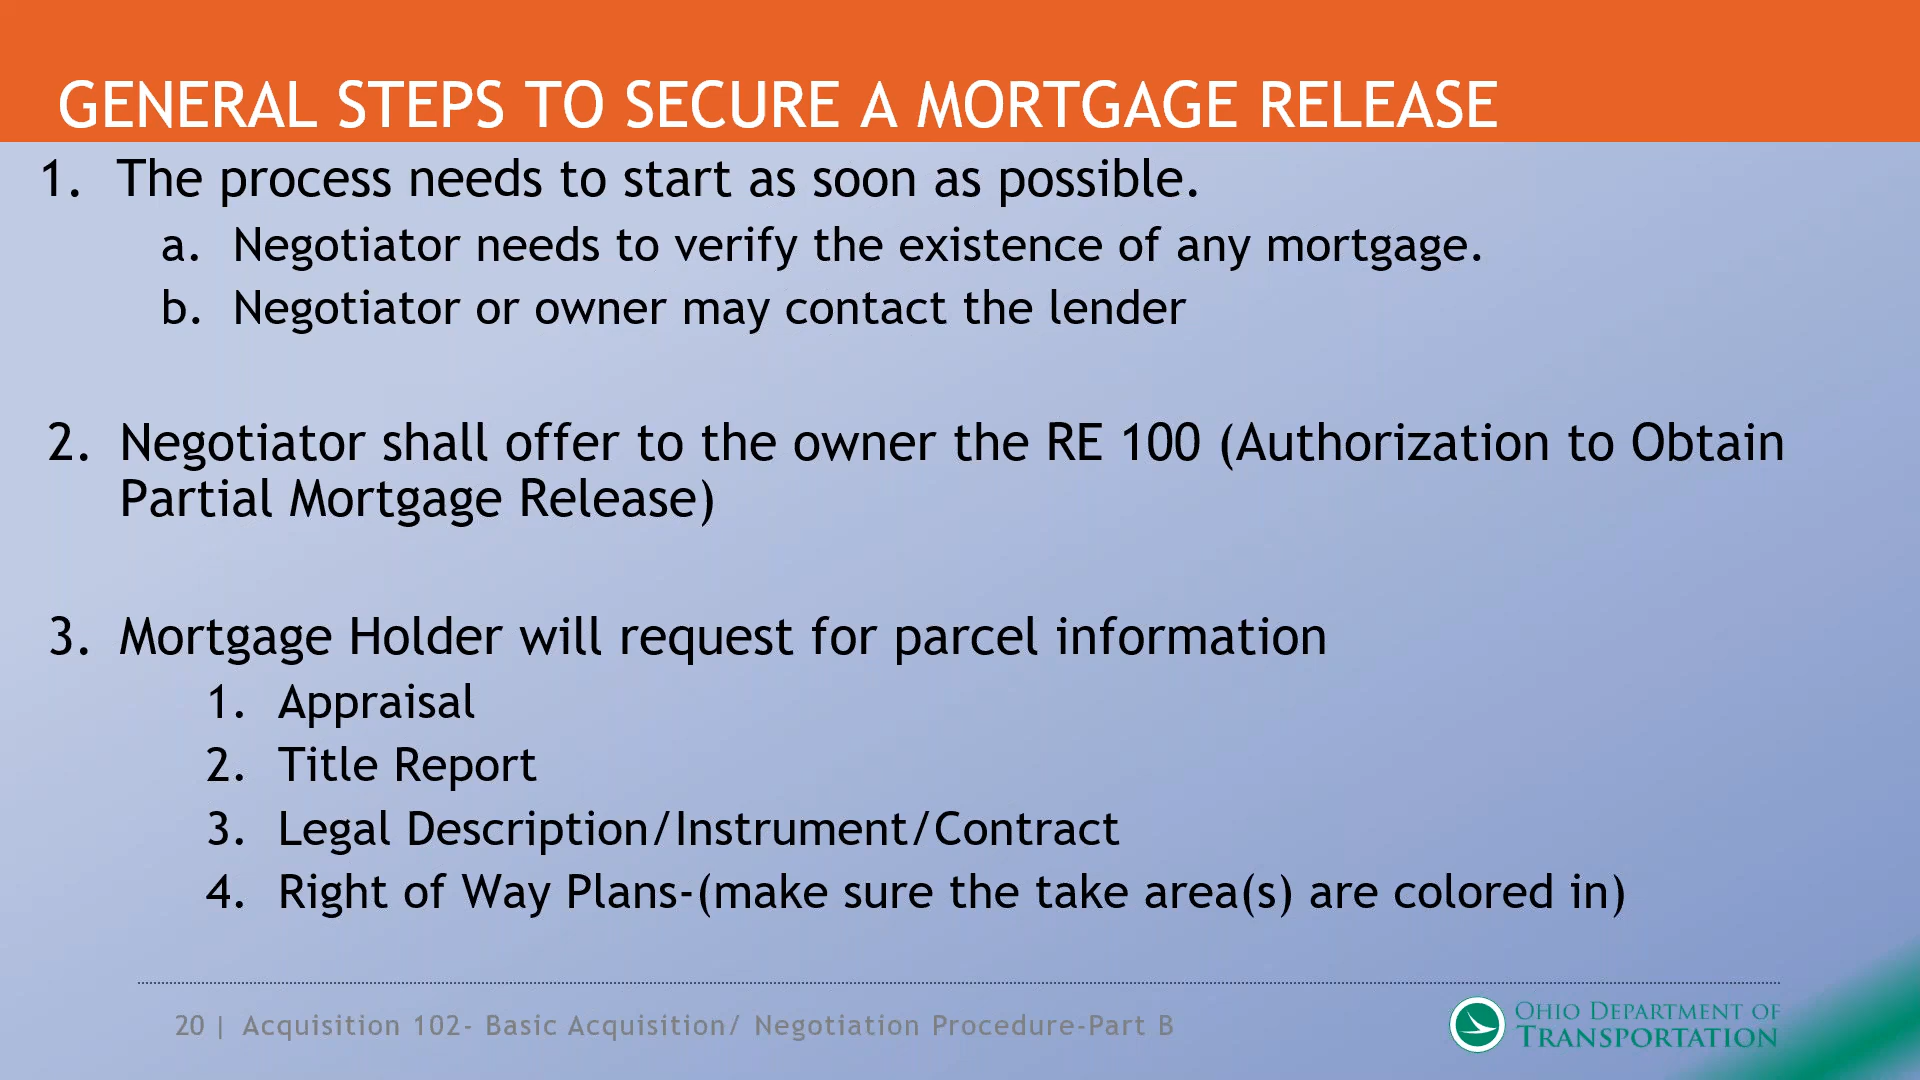 GENERAL STEPS TO SECURE A MORTGAGE RELEASE
1. The process needs to start as soon as possible.
a. Negotiator needs to verify the existence of any mortgage.
b. Negotiator or owner may contact the lender
2. Negotiator shall offer to the owner the RE 100 (Authorization to Obtain
Partial Mortgage Release)
3. Mortgage Holder will request for parcel information
1. Appraisal
2. Title Report
3. Legal Description/Instrument/Contract
4. Right of Way Plans-(make sure the take area(s) are colored in)
20 | Acquisition 102- Basic Acquisition/ Negotiation Procedure-Part B
OHIO DEPARTMENT OF
TRANSPORTATION